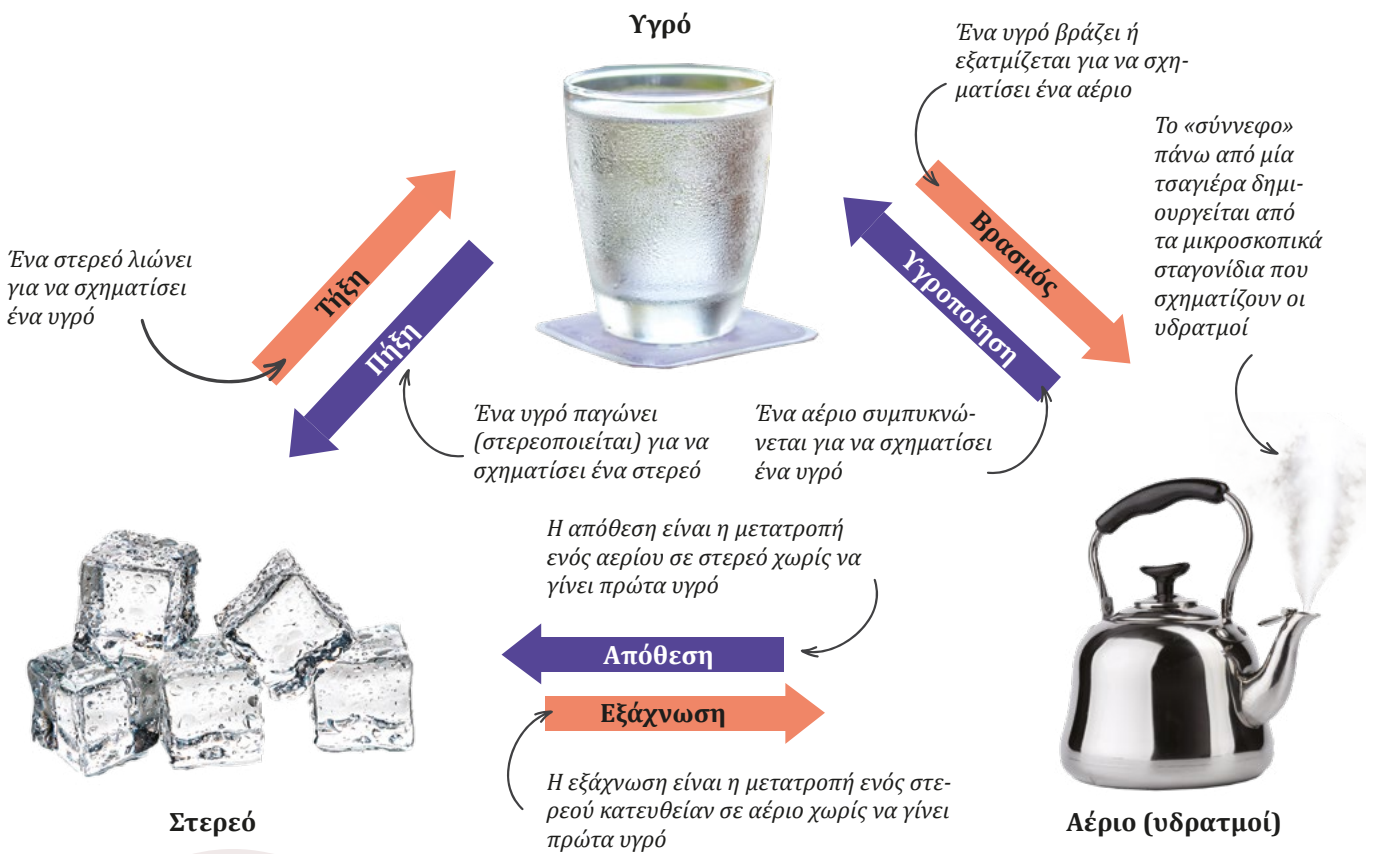 Υγρό
Ένα υγρό βράζει ή
εξατμίζεται για να σχη-
ματίσει ένα αέριο
Το «σύννεφο»
πάνω από μία
τσαγιέρα δημι-
ουργείται από
τα μικροσκοπικά
σταγονίδια που
σχηματίζουν οι
υδρατμοί
Ένα στερεό λιώνει
για να σχηματίσει
ένα υγρό
Τήξη
Πήξη
Βρασμός
Υγροποίηση
Ένα υγρό παγώνει
(στερεοποιείται) για να
σχηματίσει ένα στερεό
Ένα αέριο συμπυκνώ-
νεται για να σχηματίσει
ένα υγρό
Η απόθεση είναι η μετατροπή
ενός αερίου σε στερεό χωρίς να
γίνει πρώτα υγρό
Απόθεση
Εξάχνωση
Η εξάχνωση είναι η μετατροπή ενός στε-
ρεού κατευθείαν σε αέριο χωρίς να γίνει
πρώτα υγρό
Στερεό
Αέριο (υδρατμοί)